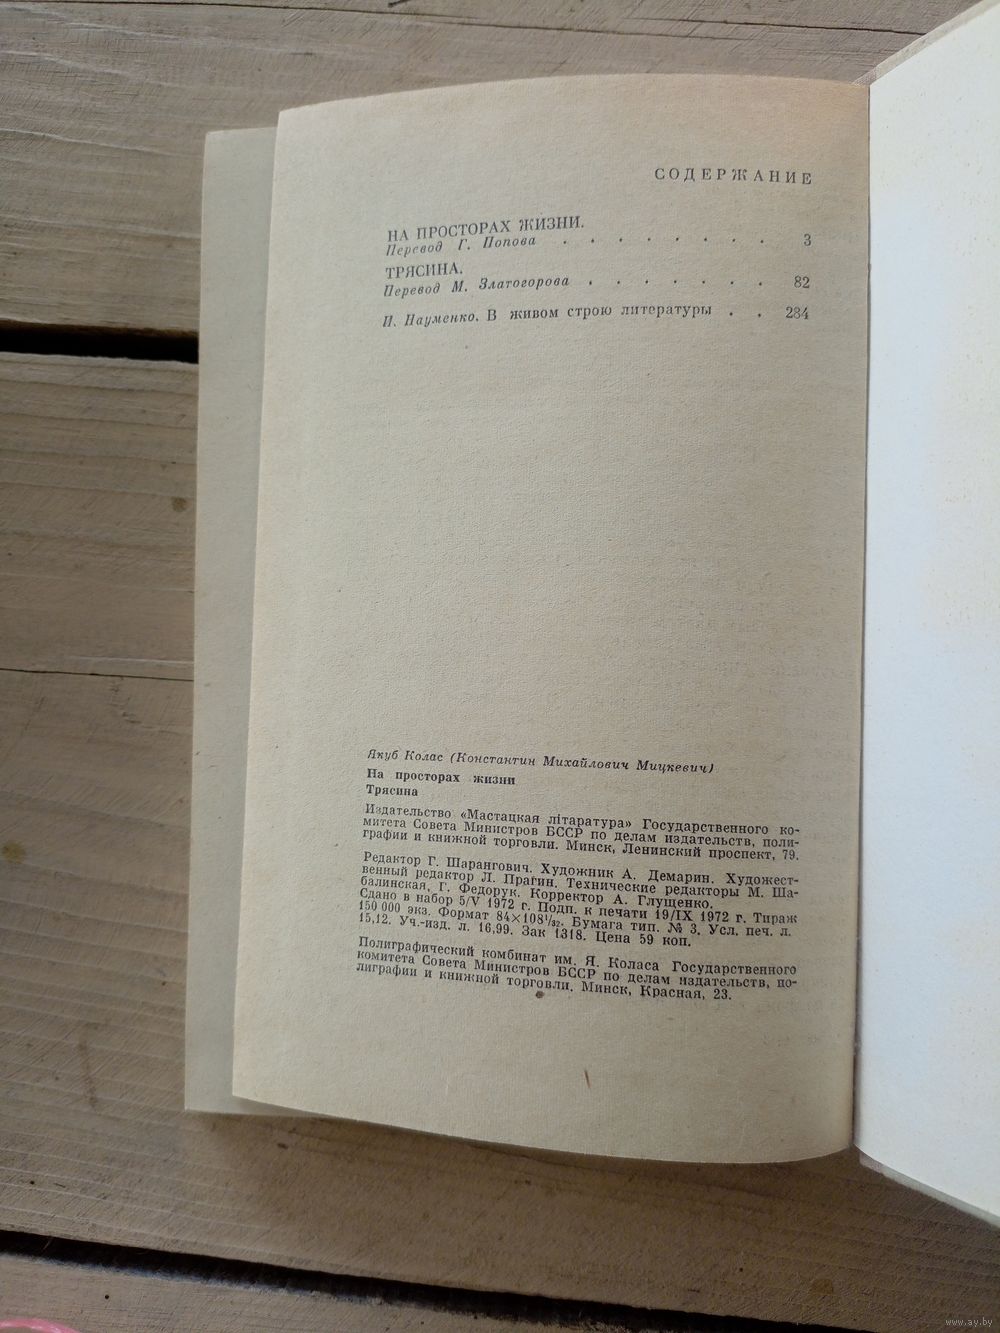 СОДЕРЖАНИЕ
НА ПРОСТОРАХ ЖИЗНИ.
Перевод Г. Попова . . . . . . . . 3
ТРЯСИНА.
Перевод М. Златогорова . . . . . . . 82
И. Науменко. В живом строю литературы . . 284
Якуб Колас (Константин Михайлович Мицкевич)
На просторах жизни
Трясина
Издательство «Мастацкая літаратура» Государственного ко-
митета Совета Министров БССР по делам издательств, поли-
графии и книжной торговли. Минск, Ленинский проспект, 79.
Редактор Г. Шарангович. Художник А. Демарин. Художест-
венный редактор Л. Прагин. Технические редакторы М. Ша-
балинская, Г. Федорук. Корректор А. Глущенко.
Сдано в набор 5/V 1972 г. Подп. к печати 19/IX 1972 г. Тираж
150 000 экз. Формат 84×108¹/₃₂. Бумага тип. № 3. Усл. печ. л.
15,12. Уч.-изд. л. 16,99. Зак 1318. Цена 59 коп.
Полиграфический комбинат им. Я. Коласа Государственного
комитета Совета Министров БССР по делам издательств, по-
лиграфии и книжной торговли. Минск, Красная, 23.
www.ay.by